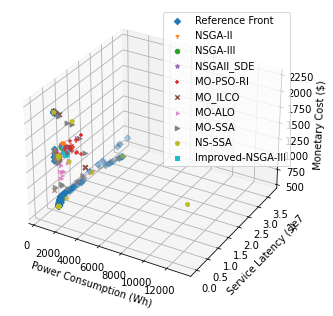 Reference Front
NSGA-II
NSGA-III
NSGAII_SDE
MO-PSO-RI
MO_ILCO
MO-ALO
MO-SSA
NS-SSA
Improved-NSGA-III
2250
2000
1750
1500
1250
1000
750
500
Monetary Cost ($)
0
2000
4000
6000
8000
10000
12000
Power Consumption (Wh)
0.0
0.5
1.0
1.5
2.0
2.5
3.0
3.5
Service Latency (S)